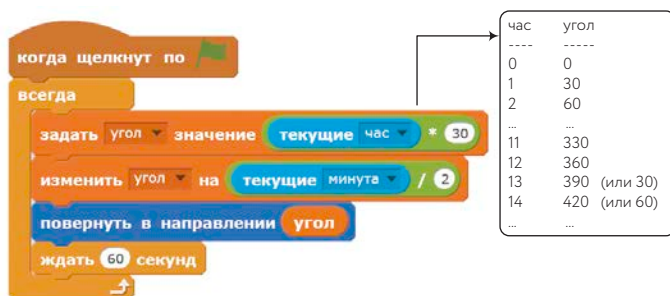 когда щелкнут по
всегда
задать угол значение текущие час * 30
изменить угол на текущие минута / 2
повернуть в направлении угол
ждать 60 секунд
час угол
---- -----
0 0
1 30
2 60
... ...
11 330
12 360
13 390 (или 30)
14 420 (или 60)
... ...